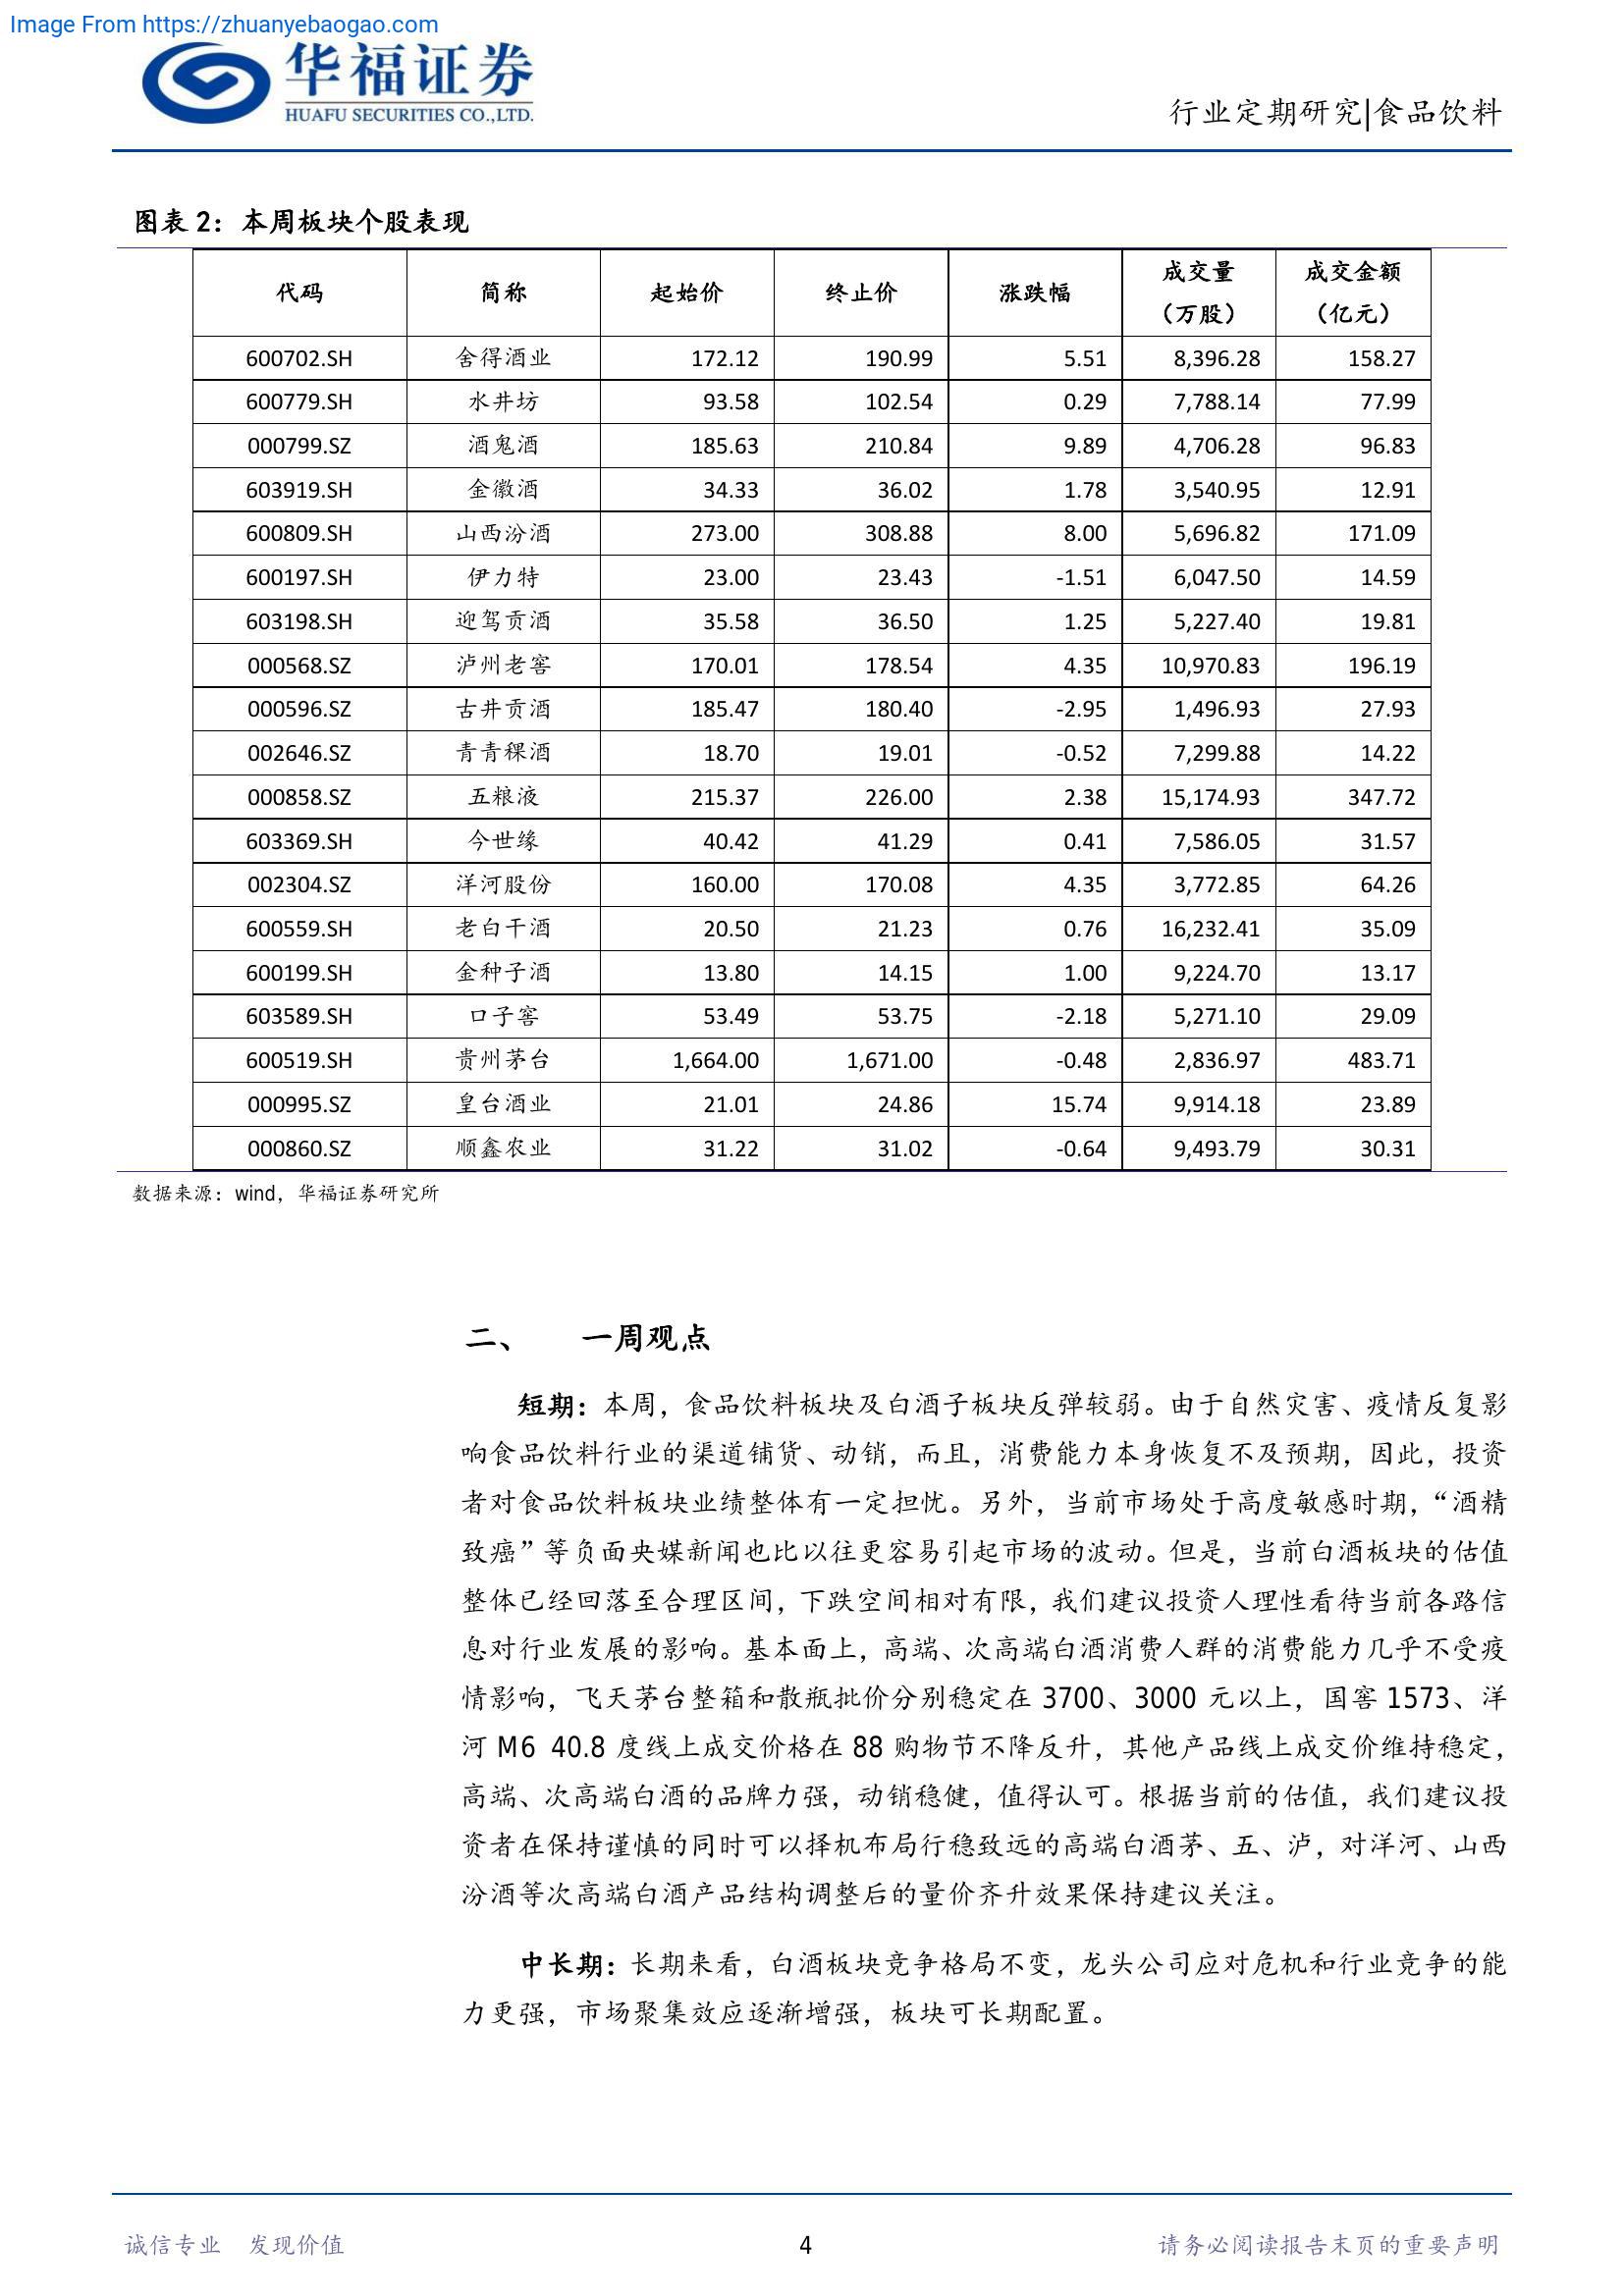 Image From https://zhuanyebaogao.com
华福证券
HUAFU SECURITIES CO.,LTD.
行业定期研究|食品饮料
图表 2：本周板块个股表现
代码 简称 起始价 终止价 涨跌幅 成交量（万股） 成交金额（亿元）
600702.SH 舍得酒业 172.12 190.99 5.51 8,396.28 158.27
600779.SH 水井坊 93.58 102.54 0.29 7,788.14 77.99
000799.SZ 酒鬼酒 185.63 210.84 9.89 4,706.28 96.83
603919.SH 金徽酒 34.33 36.02 1.78 3,540.95 12.91
600809.SH 山西汾酒 273.00 308.88 8.00 5,696.82 171.09
600197.SH 伊力特 23.00 23.43 -1.51 6,047.50 14.59
603198.SH 迎驾贡酒 35.58 36.50 1.25 5,227.40 19.81
000568.SZ 泸州老窖 170.01 178.54 4.35 10,970.83 196.19
000596.SZ 古井贡酒 185.47 180.40 -2.95 1,496.93 27.93
002646.SZ 青青稞酒 18.70 19.01 -0.52 7,299.88 14.22
000858.SZ 五粮液 215.37 226.00 2.38 15,174.93 347.72
603369.SH 今世缘 40.42 41.29 0.41 7,586.05 31.57
002304.SZ 洋河股份 160.00 170.08 4.35 3,772.85 64.26
600559.SH 老白干酒 20.50 21.23 0.76 16,232.41 35.09
600199.SH 金种子酒 13.80 14.15 1.00 9,224.70 13.17
603589.SH 口子窖 53.49 53.75 -2.18 5,271.10 29.09
600519.SH 贵州茅台 1,664.00 1,671.00 -0.48 2,836.97 483.71
000995.SZ 皇台酒业 21.01 24.86 15.74 9,914.18 23.89
000860.SZ 顺鑫农业 31.22 31.02 -0.64 9,493.79 30.31
数据来源：wind，华福证券研究所
二、 一周观点
短期：本周，食品饮料板块及白酒子板块反弹较弱。由于自然灾害、疫情反复影
响食品饮料行业的渠道铺货、动销，而且，消费能力本身恢复不及预期，因此，投资
者对食品饮料板块业绩整体有一定担忧。另外，当前市场处于高度敏感时期，“酒精
致癌”等负面央媒新闻也比以往更容易引起市场的波动。但是，当前白酒板块的估值
整体已经回落至合理区间，下跌空间相对有限，我们建议投资人理性看待当前各路信
息对行业发展的影响。基本面上，高端、次高端白酒消费人群的消费能力几乎不受疫
情影响，飞天茅台整箱和散瓶批价分别稳定在 3700、3000 元以上，国窖 1573、洋
河 M6 40.8 度线上成交价格在 88 购物节不降反升，其他产品线上成交价维持稳定，
高端、次高端白酒的品牌力强，动销稳健，值得认可。根据当前的估值，我们建议投
资者在保持谨慎的同时可以择机布局行稳致远的高端白酒茅、五、泸，对洋河、山西
汾酒等次高端白酒产品结构调整后的量价齐升效果保持建议关注。
中长期：长期来看，白酒板块竞争格局不变，龙头公司应对危机和行业竞争的能
力更强，市场聚集效应逐渐增强，板块可长期配置。
诚信专业 发现价值 4 请务必阅读报告末页的重要声明